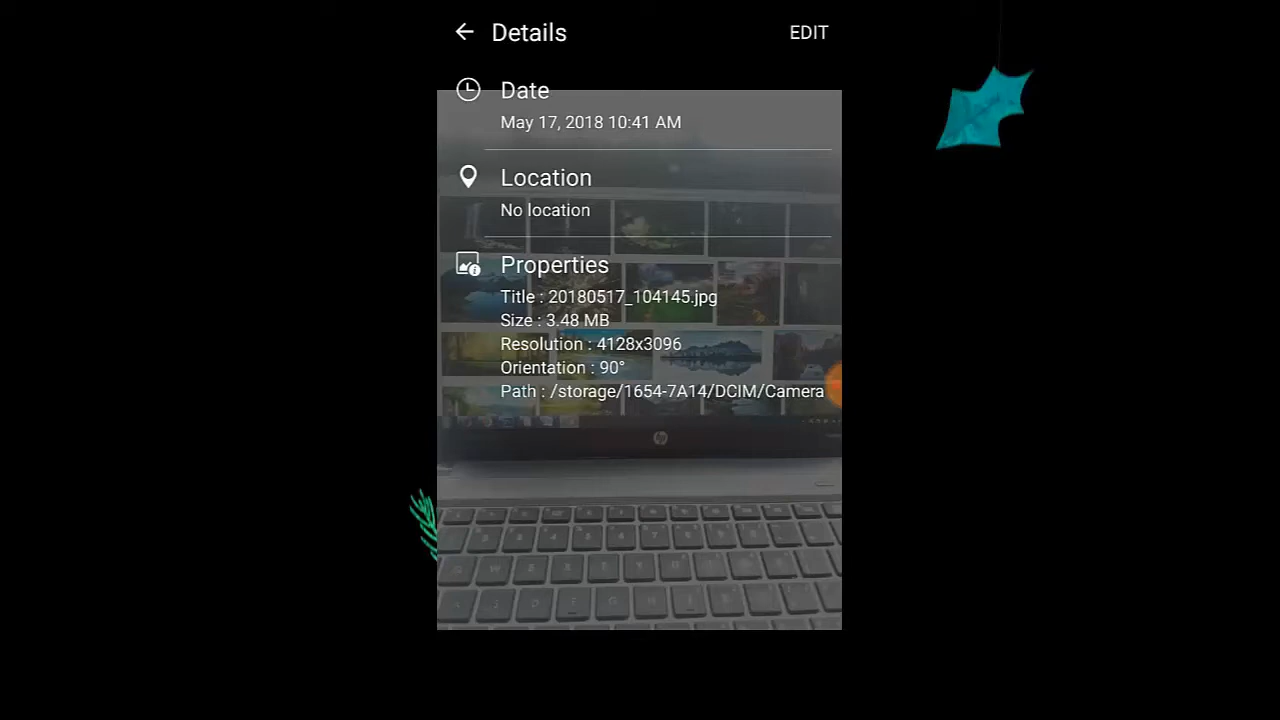 Details
EDIT
Date
May 17, 2018 10:41 AM
Location
No location
Properties
Title : 20180517_104145.jpg
Size : 3.48 MB
Resolution : 4128x3096
Orientation : 90°
Path : /storage/1654-7A14/DCIM/Camera
hp